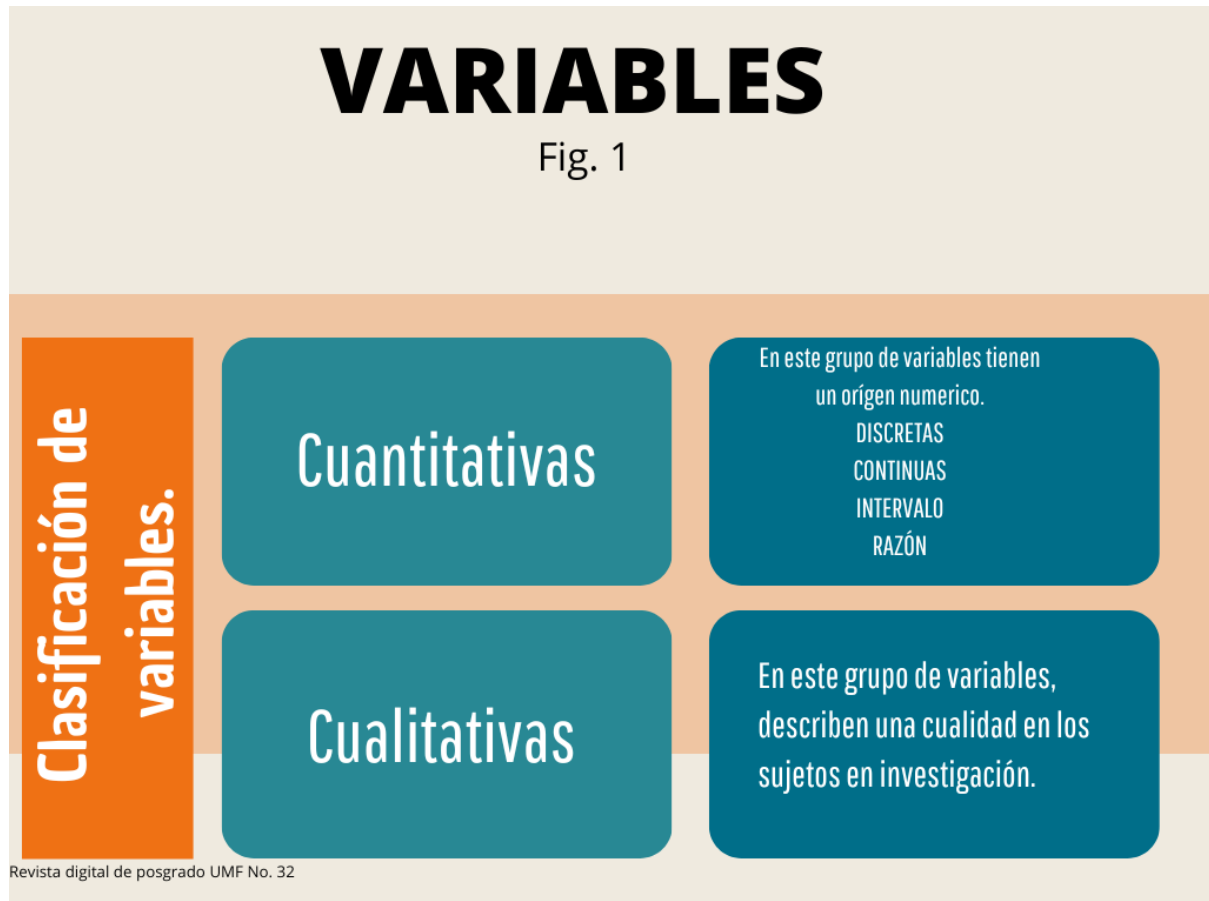 VARIABLES
Fig. 1
Clasificación de
variables.
Cuantitativas
En este grupo de variables tienen
un orígen numerico.
DISCRETAS
CONTINUAS
INTERVALO
RAZÓN
Cualitativas
En este grupo de variables,
describen una cualidad en los
sujetos en investigación.
Revista digital de posgrado UMF No. 32